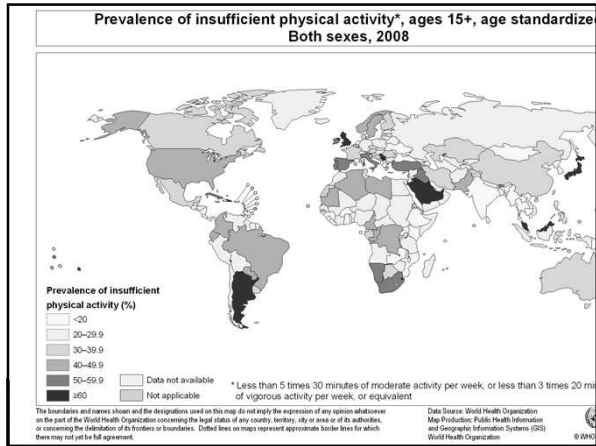 Prevalence of insufficient physical activity*, ages 15+, age standardized
Both sexes, 2008
Prevalence of insufficient
physical activity (%)
<20
20–29.9
30–39.9
40–49.9
50–59.9
≥60
Data not available
Not applicable
* Less than 5 times 30 minutes of moderate activity per week, or less than 3 times 20 min
of vigorous activity per week, or equivalent
The boundaries and names shown and the designations used on this map do not imply the expression of any opinion whatsoever
on the part of the World Health Organization concerning the legal status of any country, territory, city or area or of its authorities,
or concerning the delimitation of its frontiers or boundaries. Dotted lines on maps represent approximate border lines for which
there may not yet be full agreement.
Data Source: World Health Organization
Map Production: Public Health Information
and Geographic Information Systems (GIS)
World Health Organization
© WH